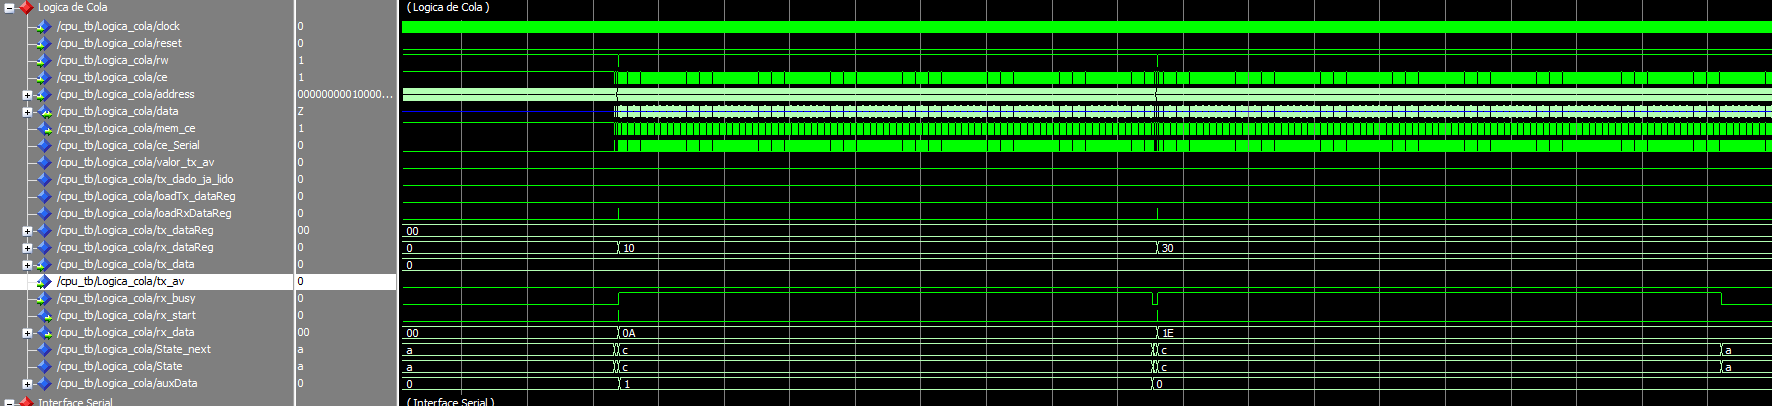 Logica de Cola ( Logica de Cola )
/cpu_tb/Logica_cola/clock 0
/cpu_tb/Logica_cola/reset 0
/cpu_tb/Logica_cola/rw 1
/cpu_tb/Logica_cola/ce 1
/cpu_tb/Logica_cola/address 00000000010000...
/cpu_tb/Logica_cola/data Z
/cpu_tb/Logica_cola/mem_ce 1
/cpu_tb/Logica_cola/ce_Serial 0
/cpu_tb/Logica_cola/valor_tx_av 0
/cpu_tb/Logica_cola/tx_dado_ja_lido 0
/cpu_tb/Logica_cola/loadTx_dataReg 0
/cpu_tb/Logica_cola/loadRxDataReg 0
/cpu_tb/Logica_cola/tx_dataReg 00 00
/cpu_tb/Logica_cola/rx_dataReg 0 0 10 30
/cpu_tb/Logica_cola/tx_data 0 0
/cpu_tb/Logica_cola/tx_av 0
/cpu_tb/Logica_cola/rx_busy 0
/cpu_tb/Logica_cola/rx_start 0
/cpu_tb/Logica_cola/rx_data 00 00 0A 1E
/cpu_tb/Logica_cola/State_next a a c c a
/cpu_tb/Logica_cola/State a a c c a
/cpu_tb/Logica_cola/auxData 0 0 1 0
Interface Serial ( Interface Serial )